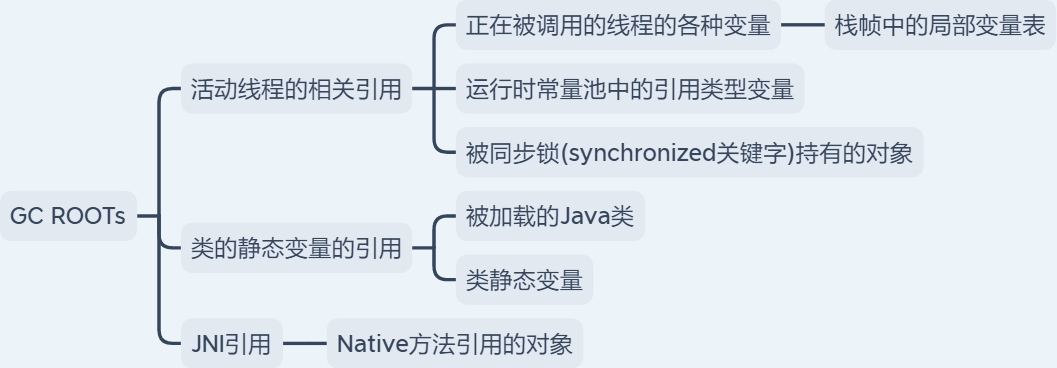 GC ROOTs
活动线程的相关引用
正在被调用的线程的各种变量
栈帧中的局部变量表
运行时常量池中的引用类型变量
被同步锁(synchronized关键字)持有的对象
类的静态变量的引用
被加载的Java类
类静态变量
JNI引用
Native方法引用的对象